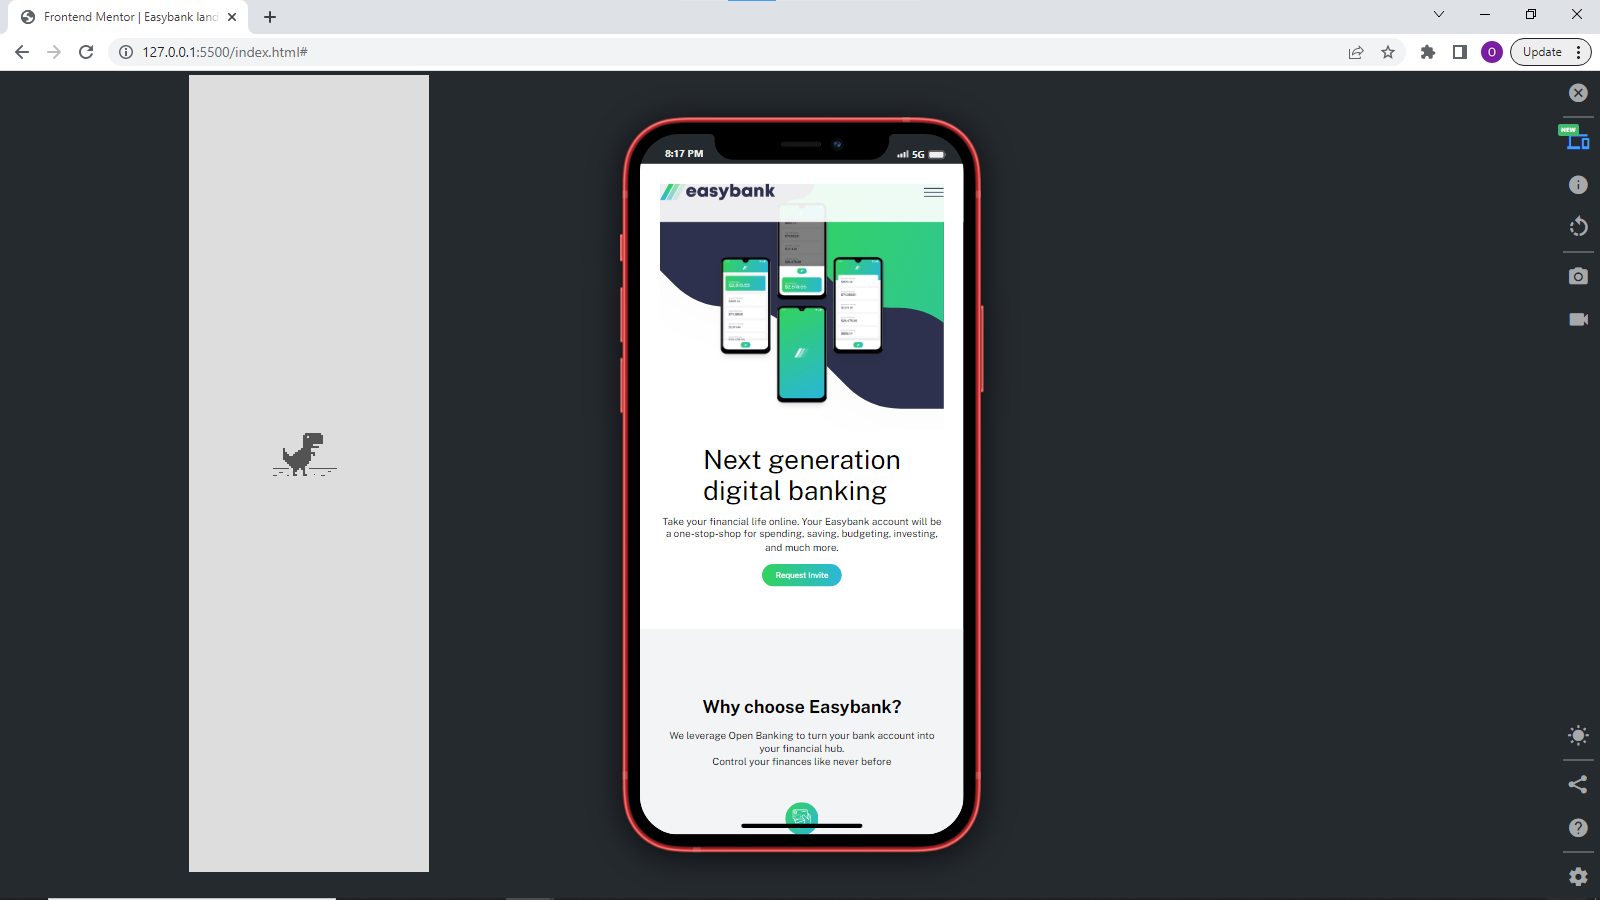 Frontend Mentor | Easybank land
127.0.0.1:5500/index.html#
O
Update
NEW
8:17 PM
5G
easybank
Next generation
digital banking
Take your financial life online. Your Easybank account will be
a one-stop-shop for spending, saving, budgeting, investing,
and much more.
Request Invite
Why choose Easybank?
We leverage Open Banking to turn your bank account into
your financial hub.
Control your finances like never before